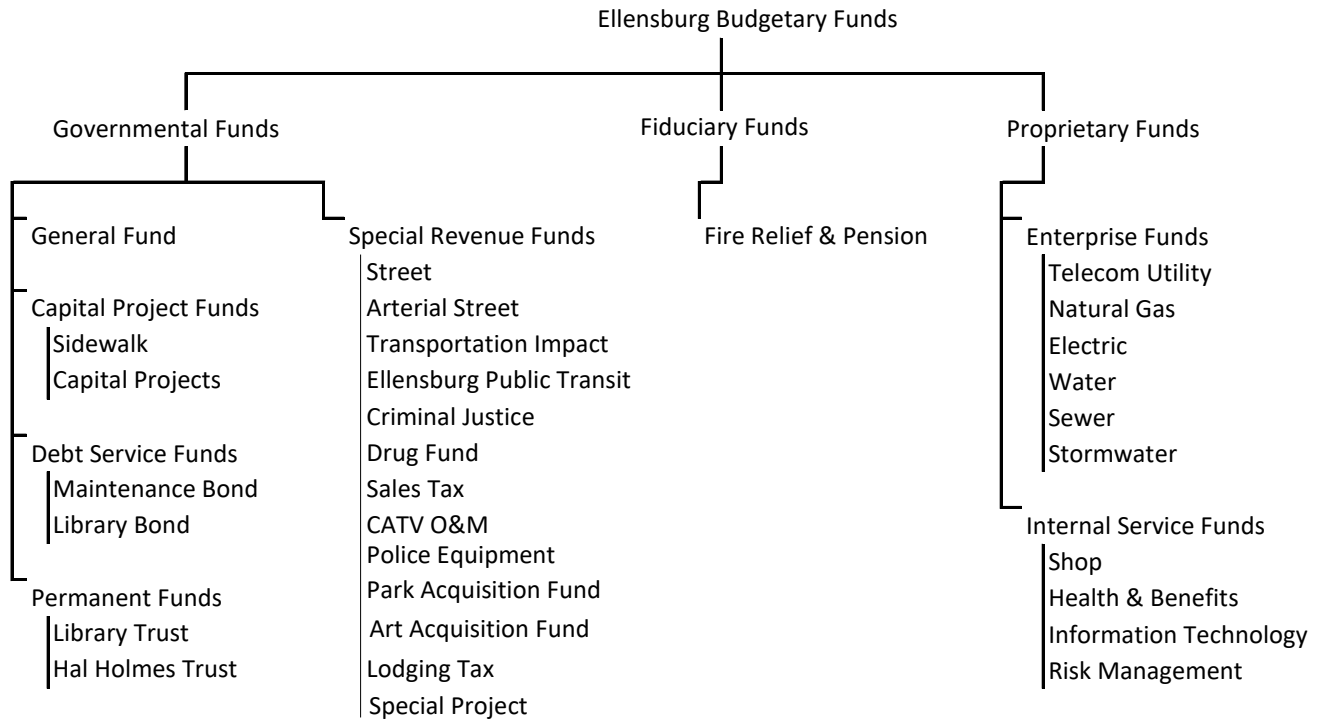 Ellensburg Budgetary Funds
Governmental Funds
General Fund
Capital Project Funds
Sidewalk
Capital Projects
Debt Service Funds
Maintenance Bond
Library Bond
Permanent Funds
Library Trust
Hal Holmes Trust
Special Revenue Funds
Street
Arterial Street
Transportation Impact
Ellensburg Public Transit
Criminal Justice
Drug Fund
Sales Tax
CATV O&M
Police Equipment
Park Acquisition Fund
Art Acquisition Fund
Lodging Tax
Special Project
Fiduciary Funds
Fire Relief & Pension
Proprietary Funds
Enterprise Funds
Telecom Utility
Natural Gas
Electric
Water
Sewer
Stormwater
Internal Service Funds
Shop
Health & Benefits
Information Technology
Risk Management